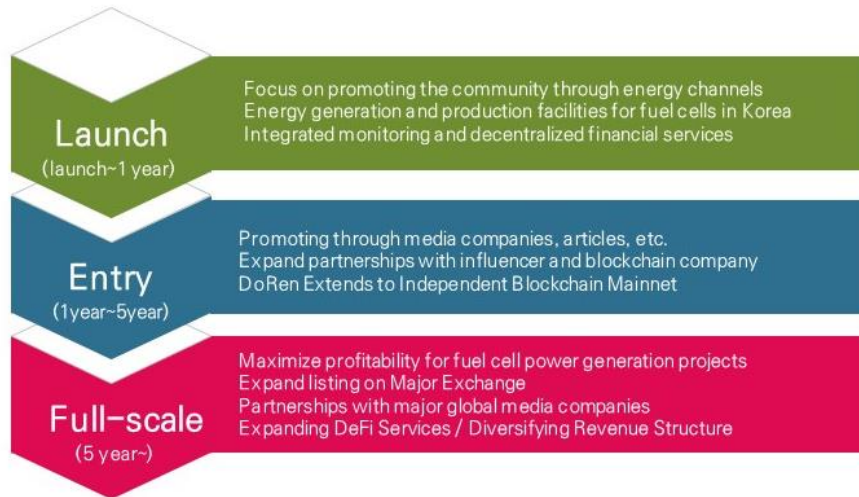 Launch
(launch~1 year)
Focus on promoting the community through energy channels
Energy generation and production facilities for fuel cells in Korea
Integrated monitoring and decentralized financial services
Entry
(1year~5year)
Promoting through media companies, articles, etc.
Expand partnerships with influencer and blockchain company
DoRen Extends to Independent Blockchain Mainnet
Full-scale
(5 year~)
Maximize profitability for fuel cell power generation projects
Expand listing on Major Exchange
Partnerships with major global media companies
Expanding DeFi Services / Diversifying Revenue Structure